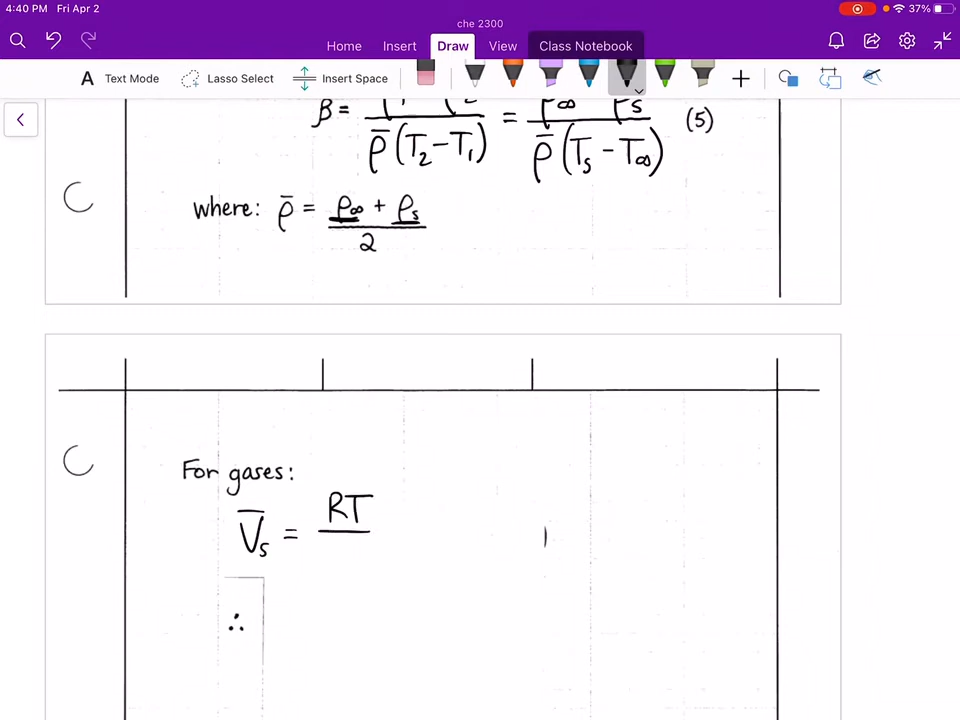 4:40 PM Fri Apr 2
37%
che 2300
Home Insert Draw View Class Notebook
A Text Mode Lasso Select Insert Space
β = / ρ̄(T₂-T₁) = ρ∞ ρs / ρ̄(Ts-T∞) (5)
where: ρ̄ = ρ∞ + ρs / 2
For gases:
V̄s = RT
∴